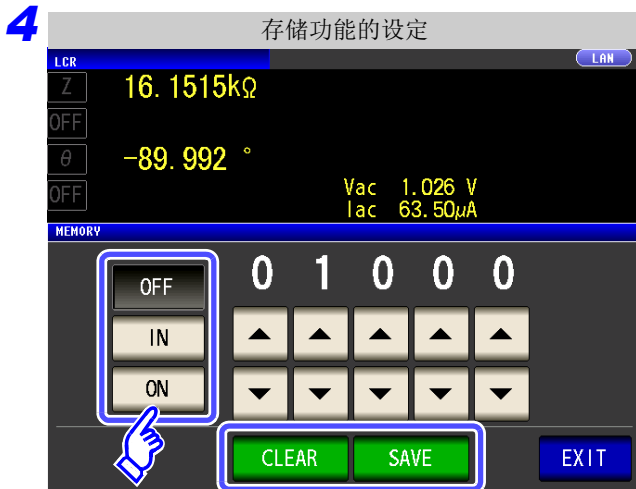 4
存储功能的设定
LCR
LAN
Z 16.1515kΩ
OFF
θ -89.992 °
OFF
Vac 1.026 V
Iac 63.50μA
MEMORY
OFF 0 1 0 0 0
IN
ON
CLEAR SAVE EXIT